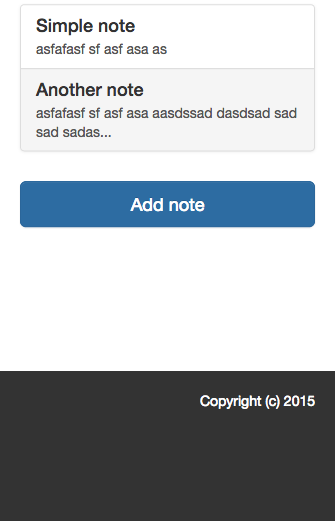 Simple note
asfafasf sf asf asa as
Another note
asfafasf sf asf asa aasdssad dasdsad sad
sad sadas...
Add note
Copyright (c) 2015